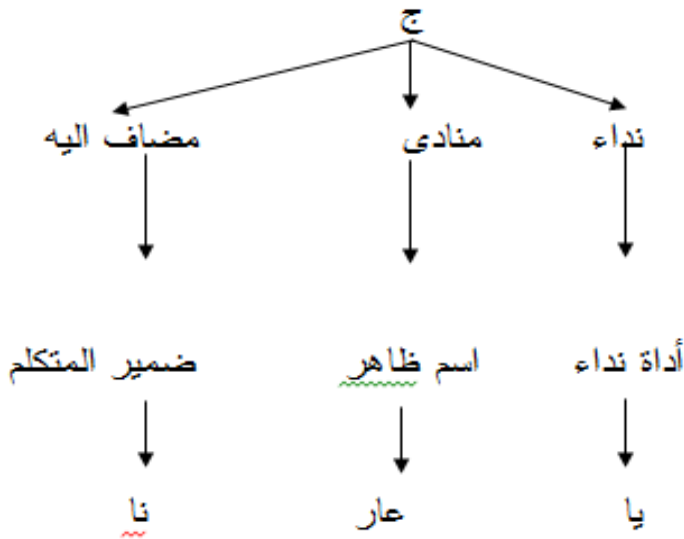 ج
نداء منادى مضاف اليه
أداة نداء اسم ظاهر ضمير المتكلم
يا عار نا